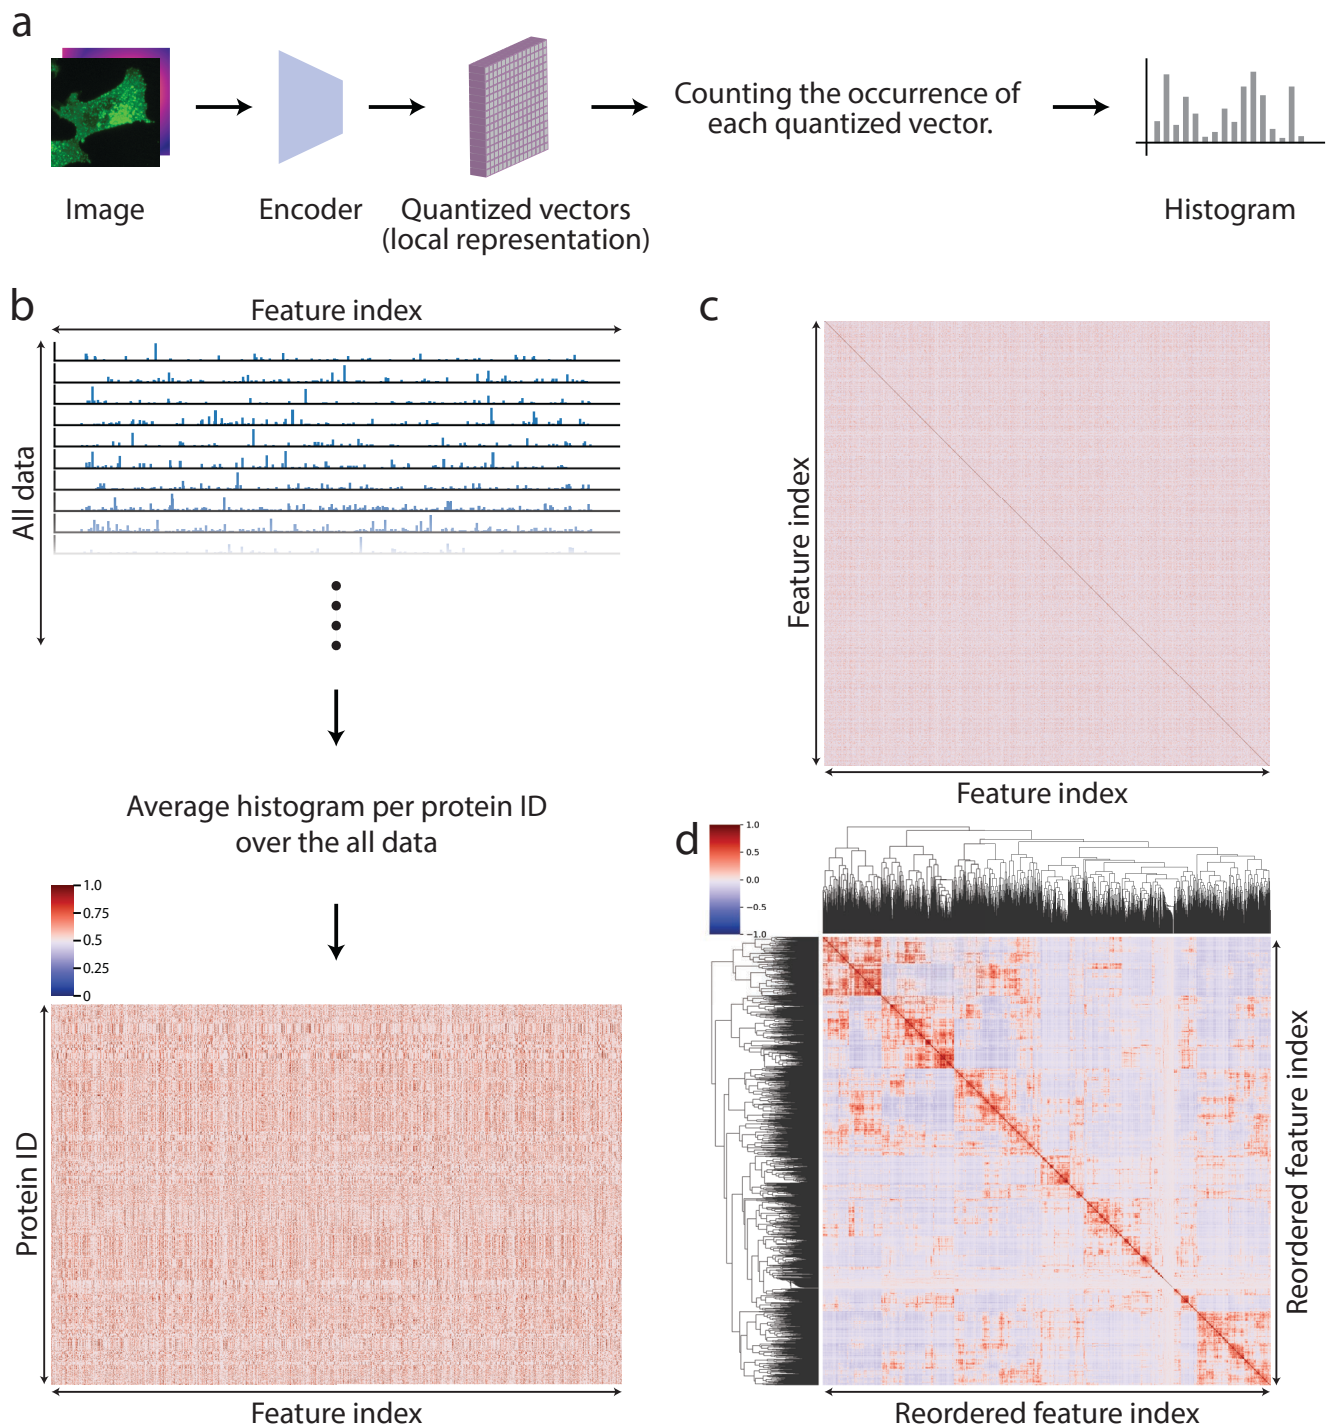 a
Image
Encoder
Quantized vectors
(local representation)
Counting the occurrence of
each quantized vector.
Histogram
b
Feature index
All data
Average histogram per protein ID
over the all data
1.0
0.75
0.5
0.25
0
Protein ID
Feature index
c
Feature index
Feature index
d
1.0
0.5
0.0
−0.5
−1.0
Reordered feature index
Reordered feature index